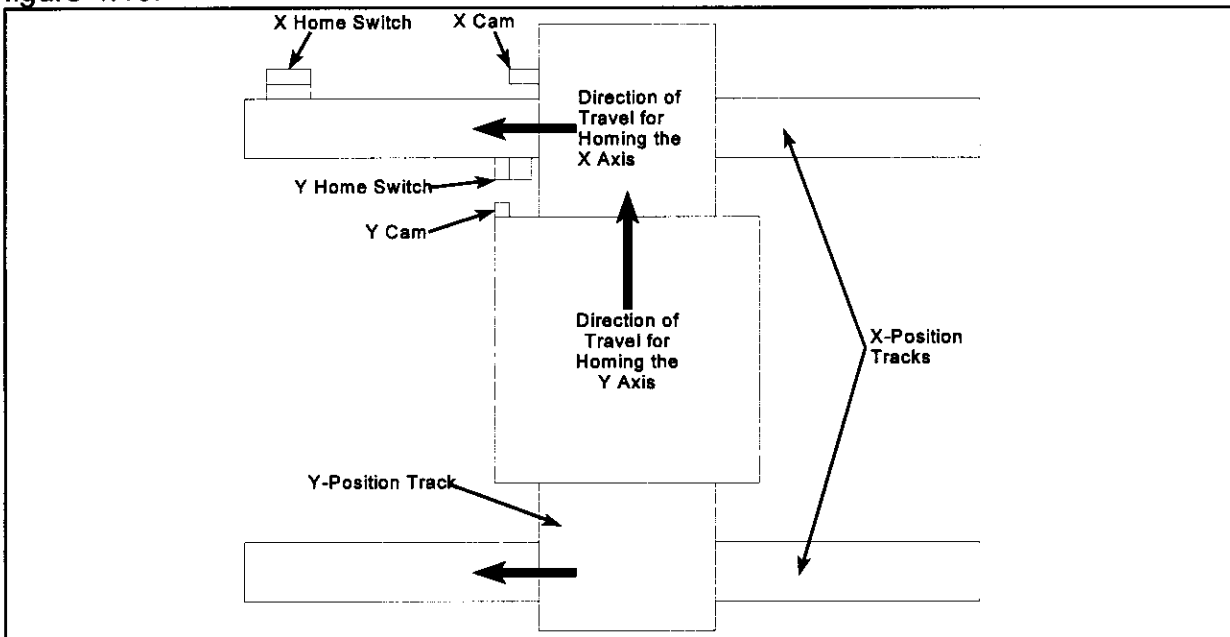 X Home Switch
X Cam
Direction of
Travel for
Homing the
X Axis
Y Home Switch
Y Cam
Direction of
Travel for
Homing the
Y Axis
X-Position
Tracks
Y-Position Track